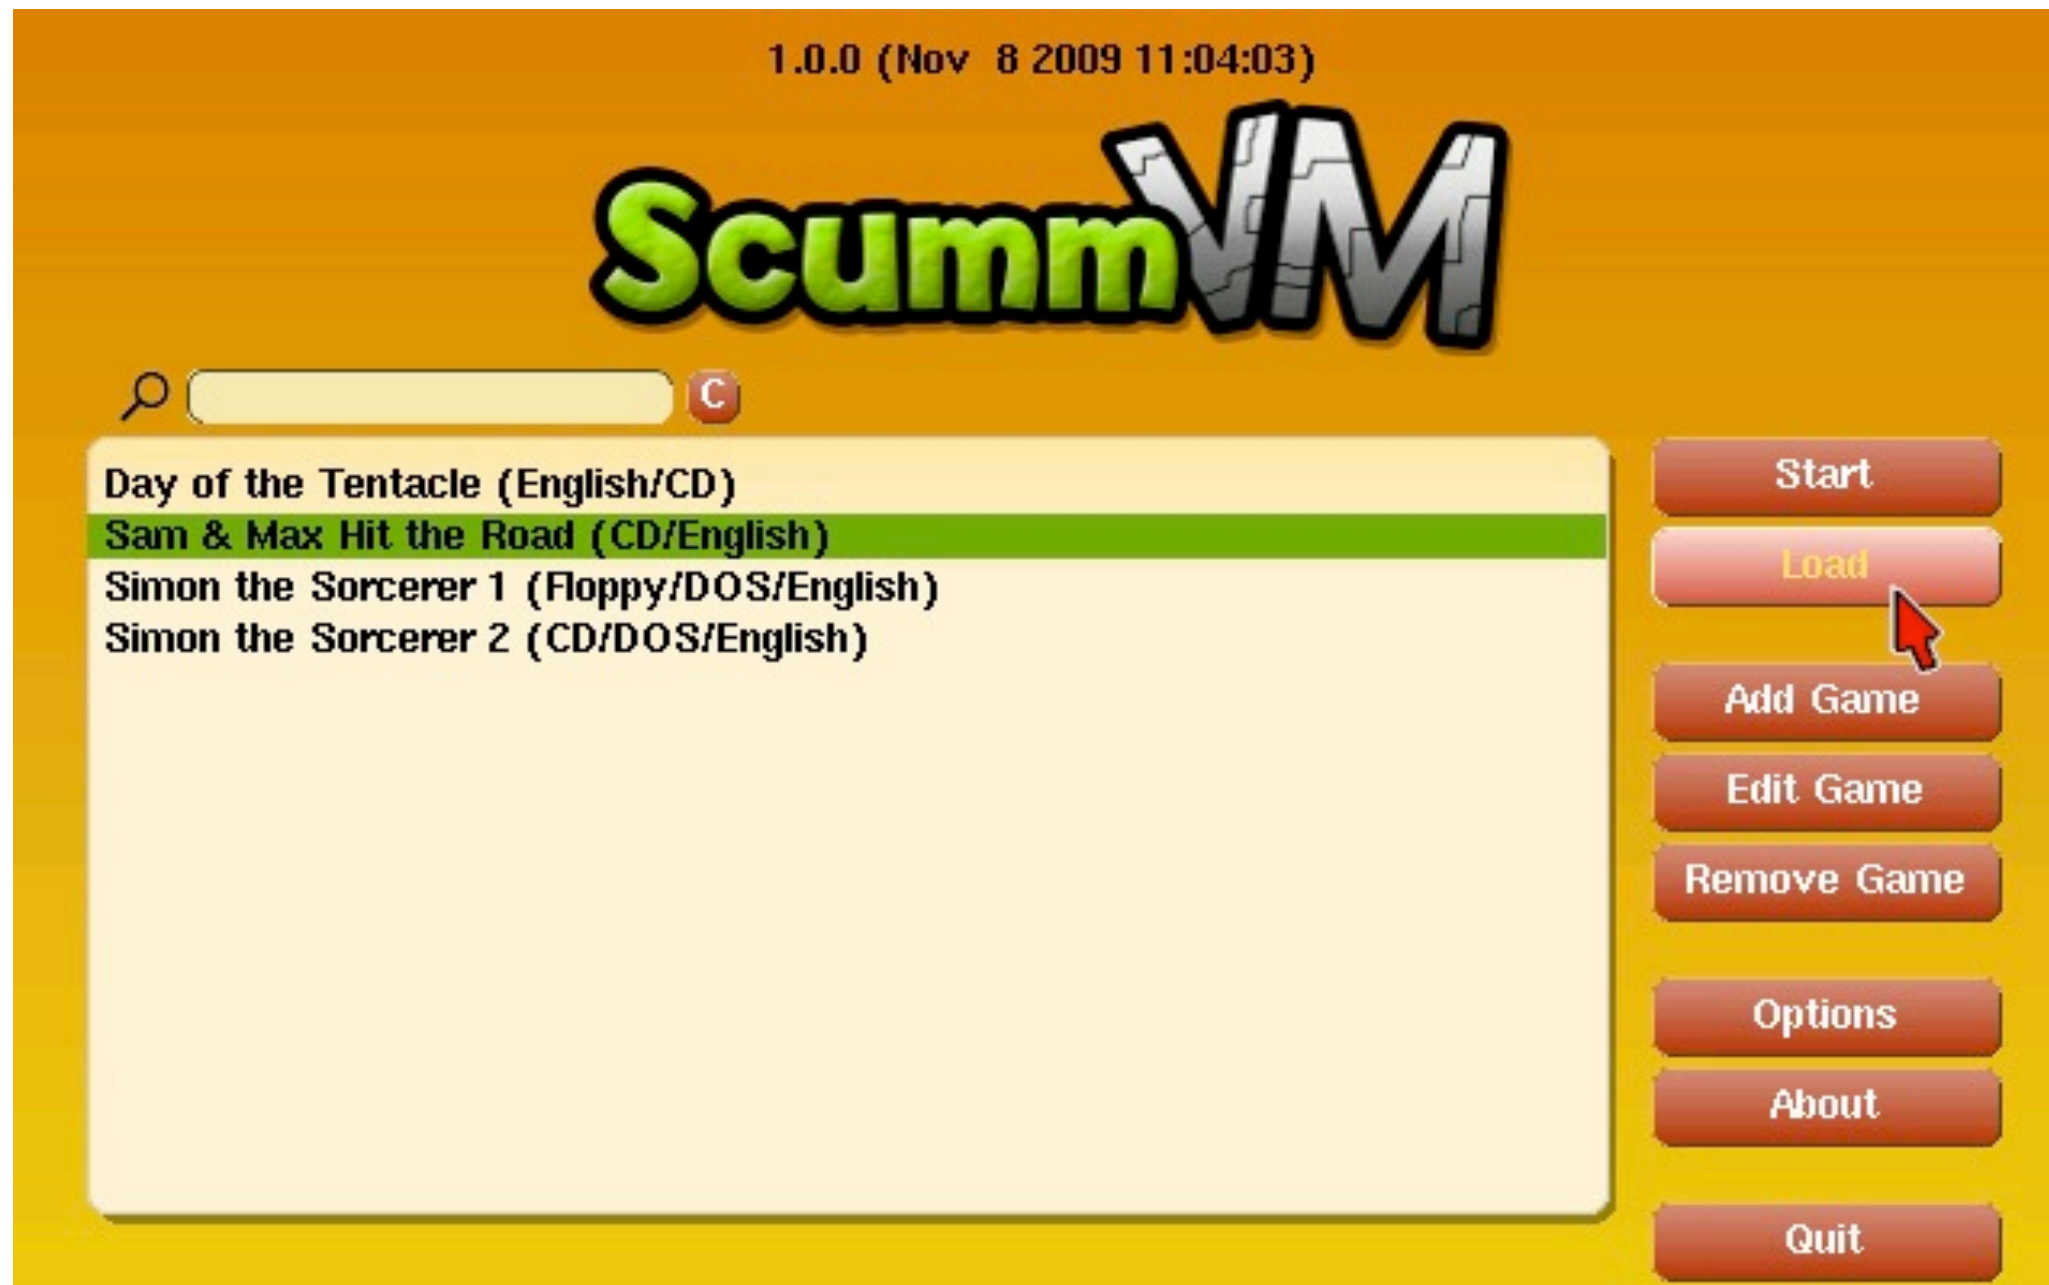 1.0.0 (Nov  8 2009 11:04:03)
ScummVM
C
Day of the Tentacle (English/CD)
Sam & Max Hit the Road (CD/English)
Simon the Sorcerer 1 (Floppy/DOS/English)
Simon the Sorcerer 2 (CD/DOS/English)
Start
Load
Add Game
Edit Game
Remove Game
Options
About
Quit